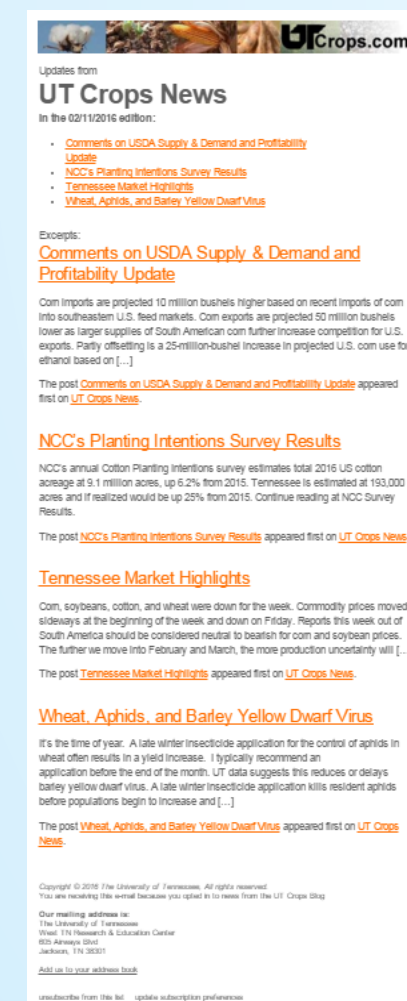 UTCrops.com
Updates from
UT Crops News
In the 02/11/2016 edition:
Comments on USDA Supply & Demand and Profitability
Update
NCC's Planting Intentions Survey Results
Tennessee Market Highlights
Wheat, Aphids, and Barley Yellow Dwarf Virus
Excerpts:
Comments on USDA Supply & Demand and
Profitability Update
Corn imports are projected 10 million bushels higher based on recent imports of corn
into southeastern U.S. feed markets. Corn exports are projected 50 million bushels
lower as larger supplies of South American corn further increase competition for U.S.
exports. Partly offsetting is a 25-million-bushel increase in projected U.S. corn use for
ethanol based on […]
The post Comments on USDA Supply & Demand and Profitability Update appeared
first on UT Crops News.
NCC's Planting Intentions Survey Results
NCC's annual Cotton Planting Intentions survey estimates total 2016 US cotton
acreage at 9.1 million acres, up 6.2% from 2015. Tennessee is estimated at 193,000
acres and if realized would be up 25% from 2015. Continue reading at NCC Survey
Results.
The post NCC's Planting Intentions Survey Results appeared first on UT Crops News
Tennessee Market Highlights
Corn, soybeans, cotton, and wheat were down for the week. Commodity prices moved
sideways at the beginning of the week and down on Friday. Reports this week out of
South America should be considered neutral to bearish for corn and soybean prices.
The further we move into February and March, the more production uncertainty will [..
The post Tennessee Market Highlights appeared first on UT Crops News.
Wheat, Aphids, and Barley Yellow Dwarf Virus
It's the time of year. A late winter insecticide application for the control of aphids in
wheat often results in a yield increase. I typically recommend an
application before the end of the month. UT data suggests this reduces or delays
barley yellow dwarf virus. A late winter insecticide application kills resident aphids
before populations begin to increase and […]
The post Wheat, Aphids, and Barley Yellow Dwarf Virus appeared first on UT Crops
News.
Copyright © 2016 The University of Tennessee, All rights reserved.
You are receiving this e-mail because you opted in to news from the UT Crops Blog
Our mailing address is:
The University of Tennessee
West TN Research & Education Center
605 Airways Blvd
Jackson, TN 38301
Add us to your address book
unsubscribe from this list update subscription preferences